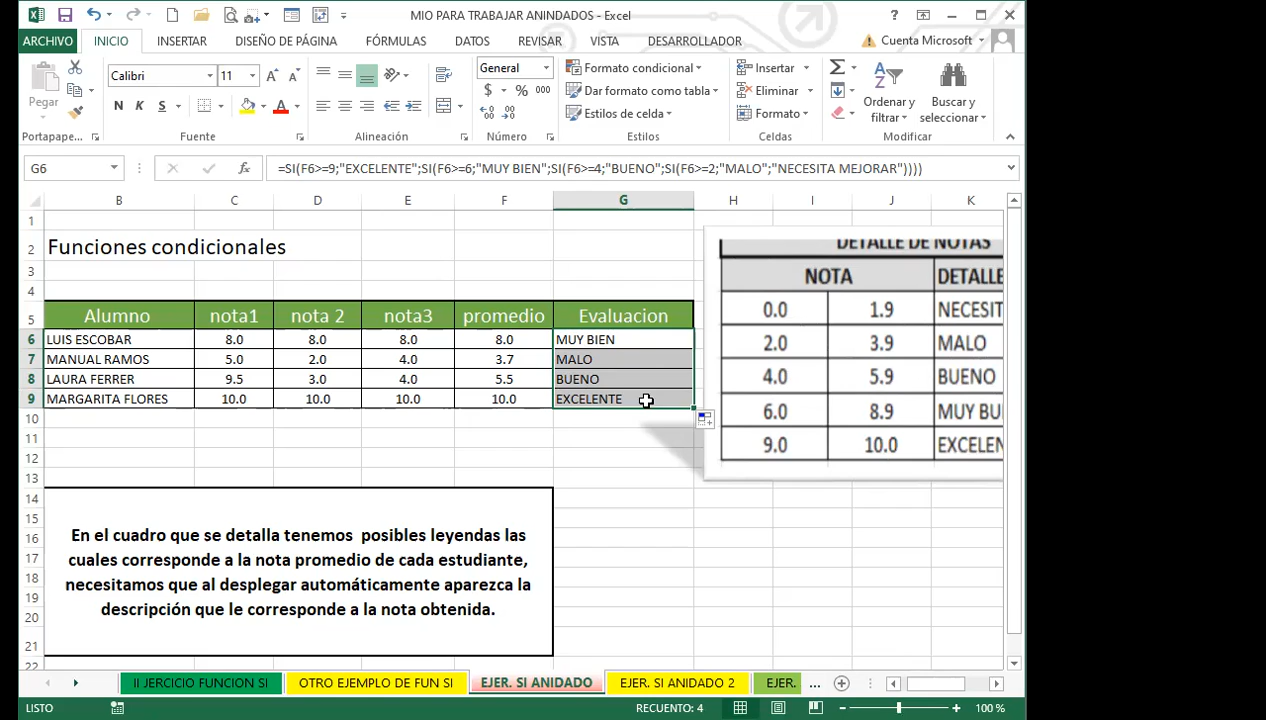 MIO PARA TRABAJAR ANINDADOS - Excel
ARCHIVO INICIO INSERTAR DISEÑO DE PÁGINA FÓRMULAS DATOS REVISAR VISTA DESARROLLADOR Cuenta Microsoft
Pegar
Portapape...
Calibri 11
N K S
Fuente
Alineación
General
$ % 000
Número
Formato condicional
Dar formato como tabla
Estilos de celda
Estilos
Insertar
Eliminar
Formato
Celdas
Ordenar y filtrar
Buscar y seleccionar
Modificar
G6 fx =SI(F6>=9;"EXCELENTE";SI(F6>=6;"MUY BIEN";SI(F6>=4;"BUENO";SI(F6>=2;"MALO";"NECESITA MEJORAR"))))
B C D E F G H I J K
1
2 Funciones condicionales
3
4
5 Alumno nota1 nota 2 nota3 promedio Evaluacion
6 LUIS ESCOBAR 8.0 8.0 8.0 8.0 MUY BIEN
7 MANUAL RAMOS 5.0 2.0 4.0 3.7 MALO
8 LAURA FERRER 9.5 3.0 4.0 5.5 BUENO
9 MARGARITA FLORES 10.0 10.0 10.0 10.0 EXCELENTE
DETALLE DE NOTAS
NOTA DETALLE
0.0 1.9 NECESIT
2.0 3.9 MALO
4.0 5.9 BUENO
6.0 8.9 MUY BU
9.0 10.0 EXCELEN
10
11
12
13
14
15
16
17
18
19
20
21
22
En el cuadro que se detalla tenemos posibles leyendas las
cuales corresponde a la nota promedio de cada estudiante,
necesitamos que al desplegar automáticamente aparezca la
descripción que le corresponde a la nota obtenida.
II JERCICIO FUNCION SI OTRO EJEMPLO DE FUN SI EJER. SI ANIDADO EJER. SI ANIDADO 2 EJER. ...
LISTO RECUENTO: 4 100 %